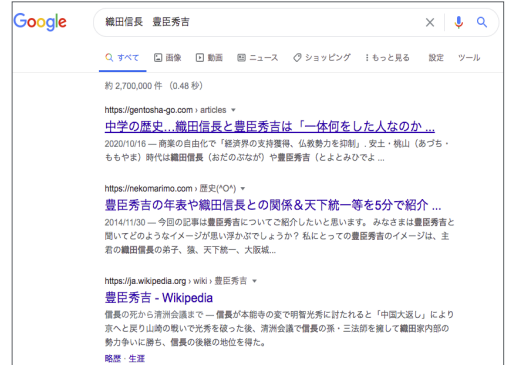 Google
織田信長　豊臣秀吉
すべて 画像 動画 ニュース ショッピング もっと見る 設定 ツール
約 2,700,000 件 （0.48 秒）
https://gentosha-go.com › articles
中学の歴史…織田信長と豊臣秀吉は「一体何をした人なのか ...
2020/10/16 — 商業の自由化で「経済界の支持獲得、仏教勢力を抑制」. 安土・桃山（あづち・
ももやま）時代は織田信長（おだのぶなが）や豊臣秀吉（とよとみひでよ ...
https://nekomarimo.com › 歴史(^O^)
豊臣秀吉の年表や織田信長との関係＆天下統一等を5分で紹介 ...
2014/11/30 — 今回の記事は豊臣秀吉についてご紹介したいと思います。 みなさまは豊臣秀吉と
聞いてどのようなイメージが思い浮かぶでしょうか？ 私にとっての豊臣秀吉のイメージは、主
君の織田信長の弟子、猿、天下統一、大阪城...
https://ja.wikipedia.org › wiki › 豊臣秀吉
豊臣秀吉 - Wikipedia
信長の死から清洲会議まで — 信長が本能寺の変で明智光秀に討たれると「中国大返し」により
京へと戻り山崎の戦いで光秀を破った後、清洲会議で信長の孫・三法師を擁して織田家内部の
勢力争いに勝ち、信長の後継の地位を得た。
略歴 · 生涯